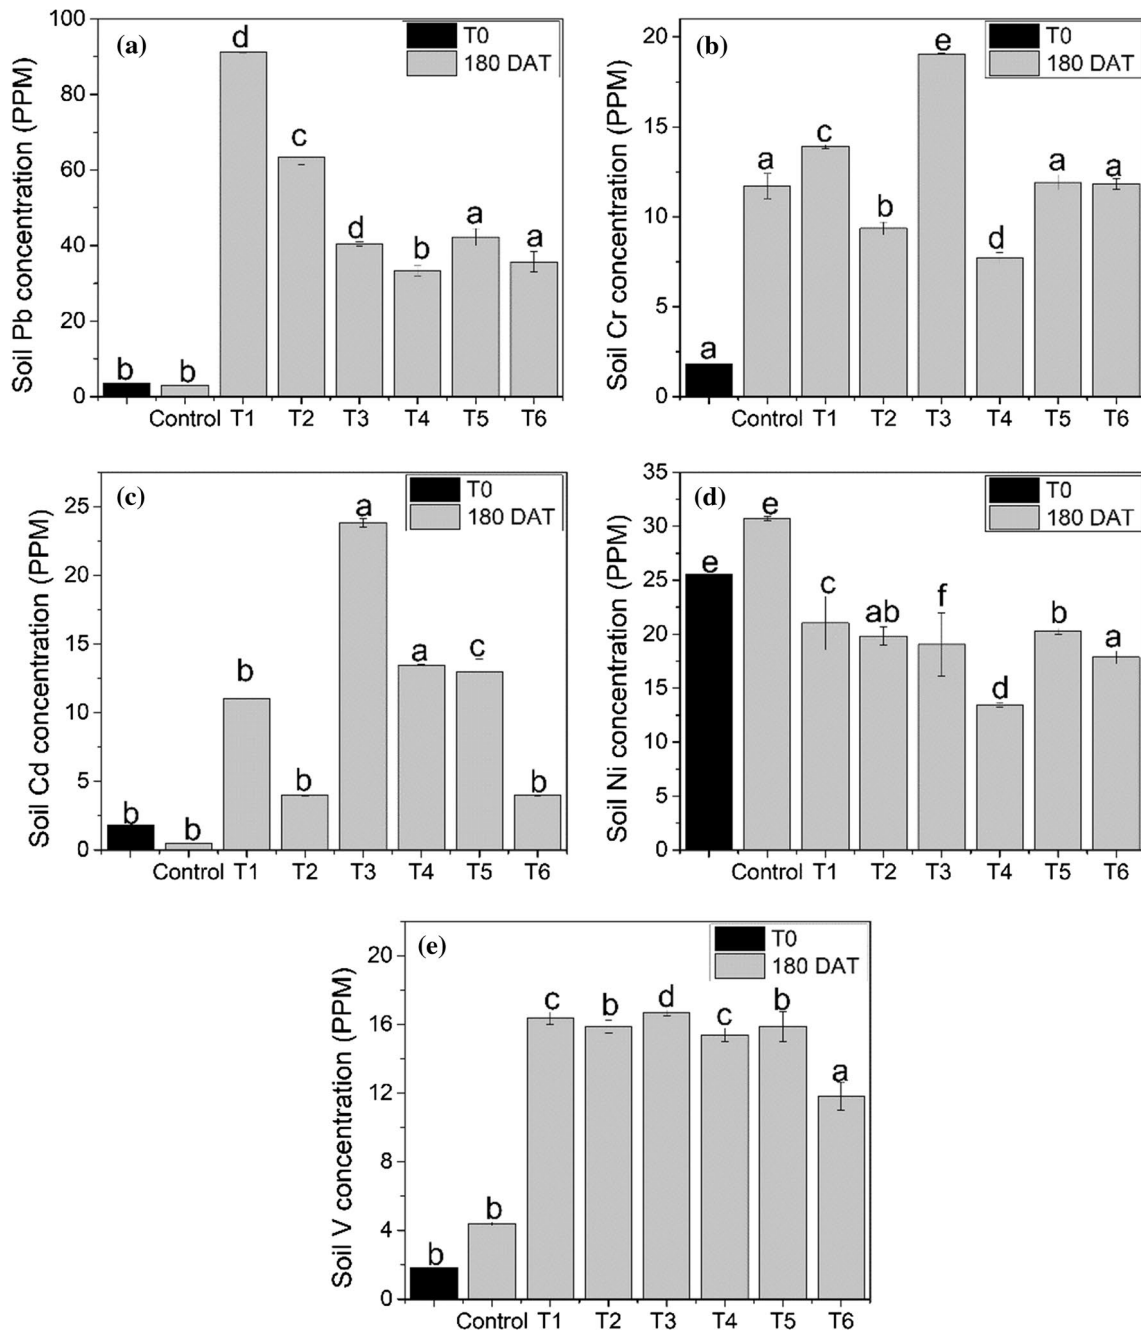 (a)
T0
180 DAT
Soil Pb concentration (PPM)
100
80
60
40
20
0
b b d c d b a a
Control T1 T2 T3 T4 T5 T6
(b)
T0
180 DAT
Soil Cr concentration (PPM)
20
15
10
5
0
a a c b e d a a
Control T1 T2 T3 T4 T5 T6
(c)
T0
180 DAT
Soil Cd concentration (PPM)
25
20
15
10
5
0
b b b b a a c b
Control T1 T2 T3 T4 T5 T6
(d)
T0
180 DAT
Soil Ni concentration (PPM)
35
30
25
20
15
10
5
0
e e c ab f d b a
Control T1 T2 T3 T4 T5 T6
(e)
T0
180 DAT
Soil V concentration (PPM)
20
16
12
8
4
0
b b c b d c b a
Control T1 T2 T3 T4 T5 T6